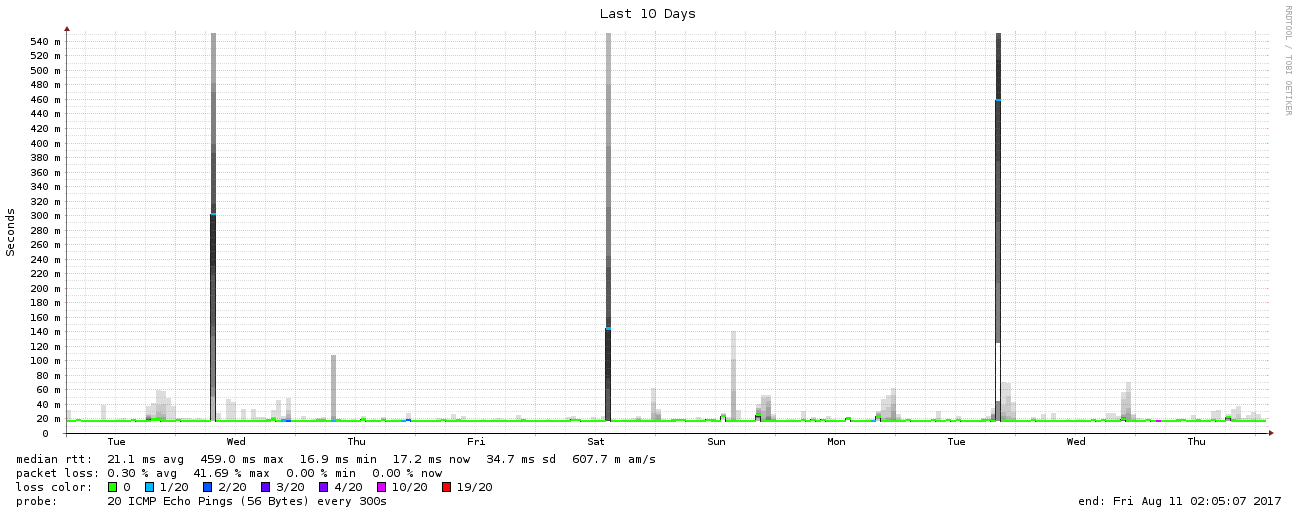 Last 10 Days
RRDTOOL / TOBI OETIKER
Seconds
540 m
520 m
500 m
480 m
460 m
440 m
420 m
400 m
380 m
360 m
340 m
320 m
300 m
280 m
260 m
240 m
220 m
200 m
180 m
160 m
140 m
120 m
100 m
80 m
60 m
40 m
20 m
0
Tue Wed Thu Fri Sat Sun Mon Tue Wed Thu
median rtt: 21.1 ms avg 459.0 ms max 16.9 ms min 17.2 ms now 34.7 ms sd 607.7 m am/s
packet loss: 0.30 % avg 41.69 % max 0.00 % min 0.00 % now
loss color: 0 1/20 2/20 3/20 4/20 10/20 19/20
probe: 20 ICMP Echo Pings (56 Bytes) every 300s end: Fri Aug 11 02:05:07 2017